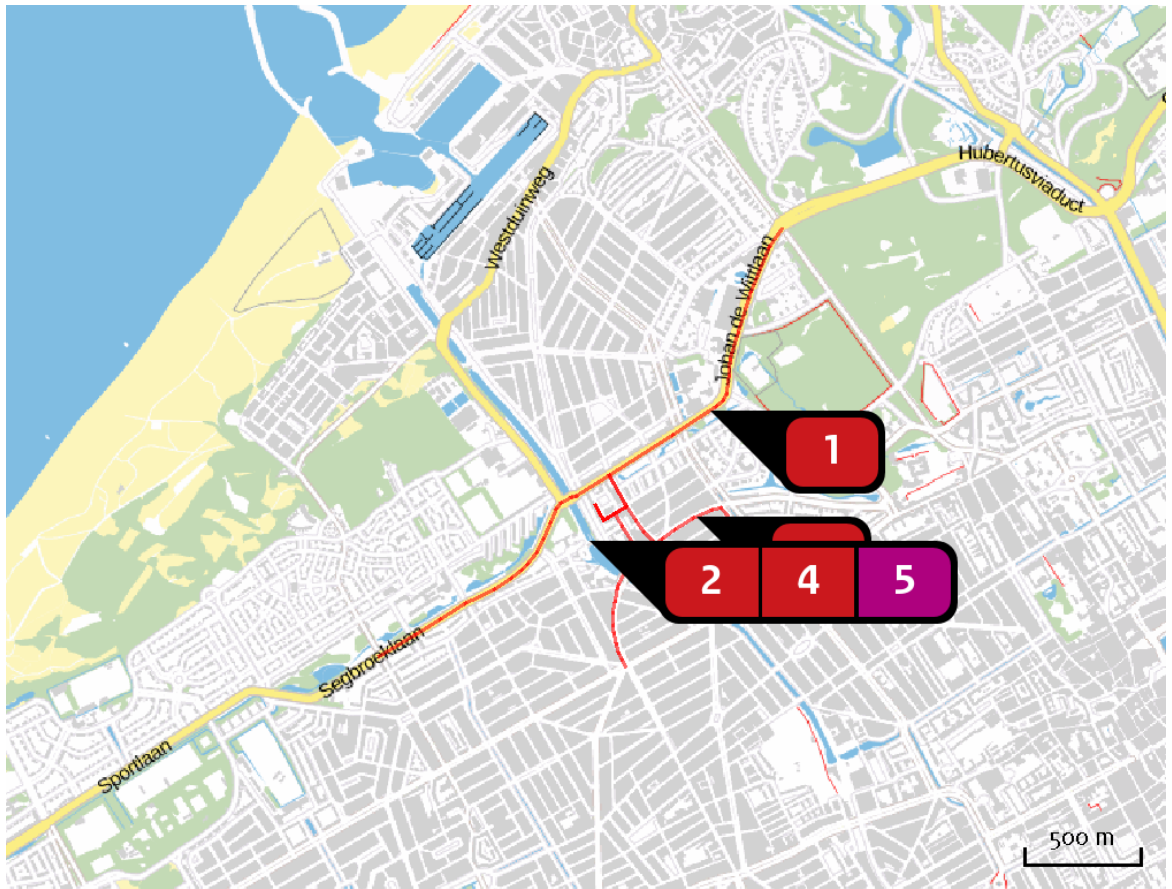 Hubertusviaduct
Westduinweg
Johan de Wittlaan
1
2 4 5
Segbroeklaan
Sportlaan
500 m